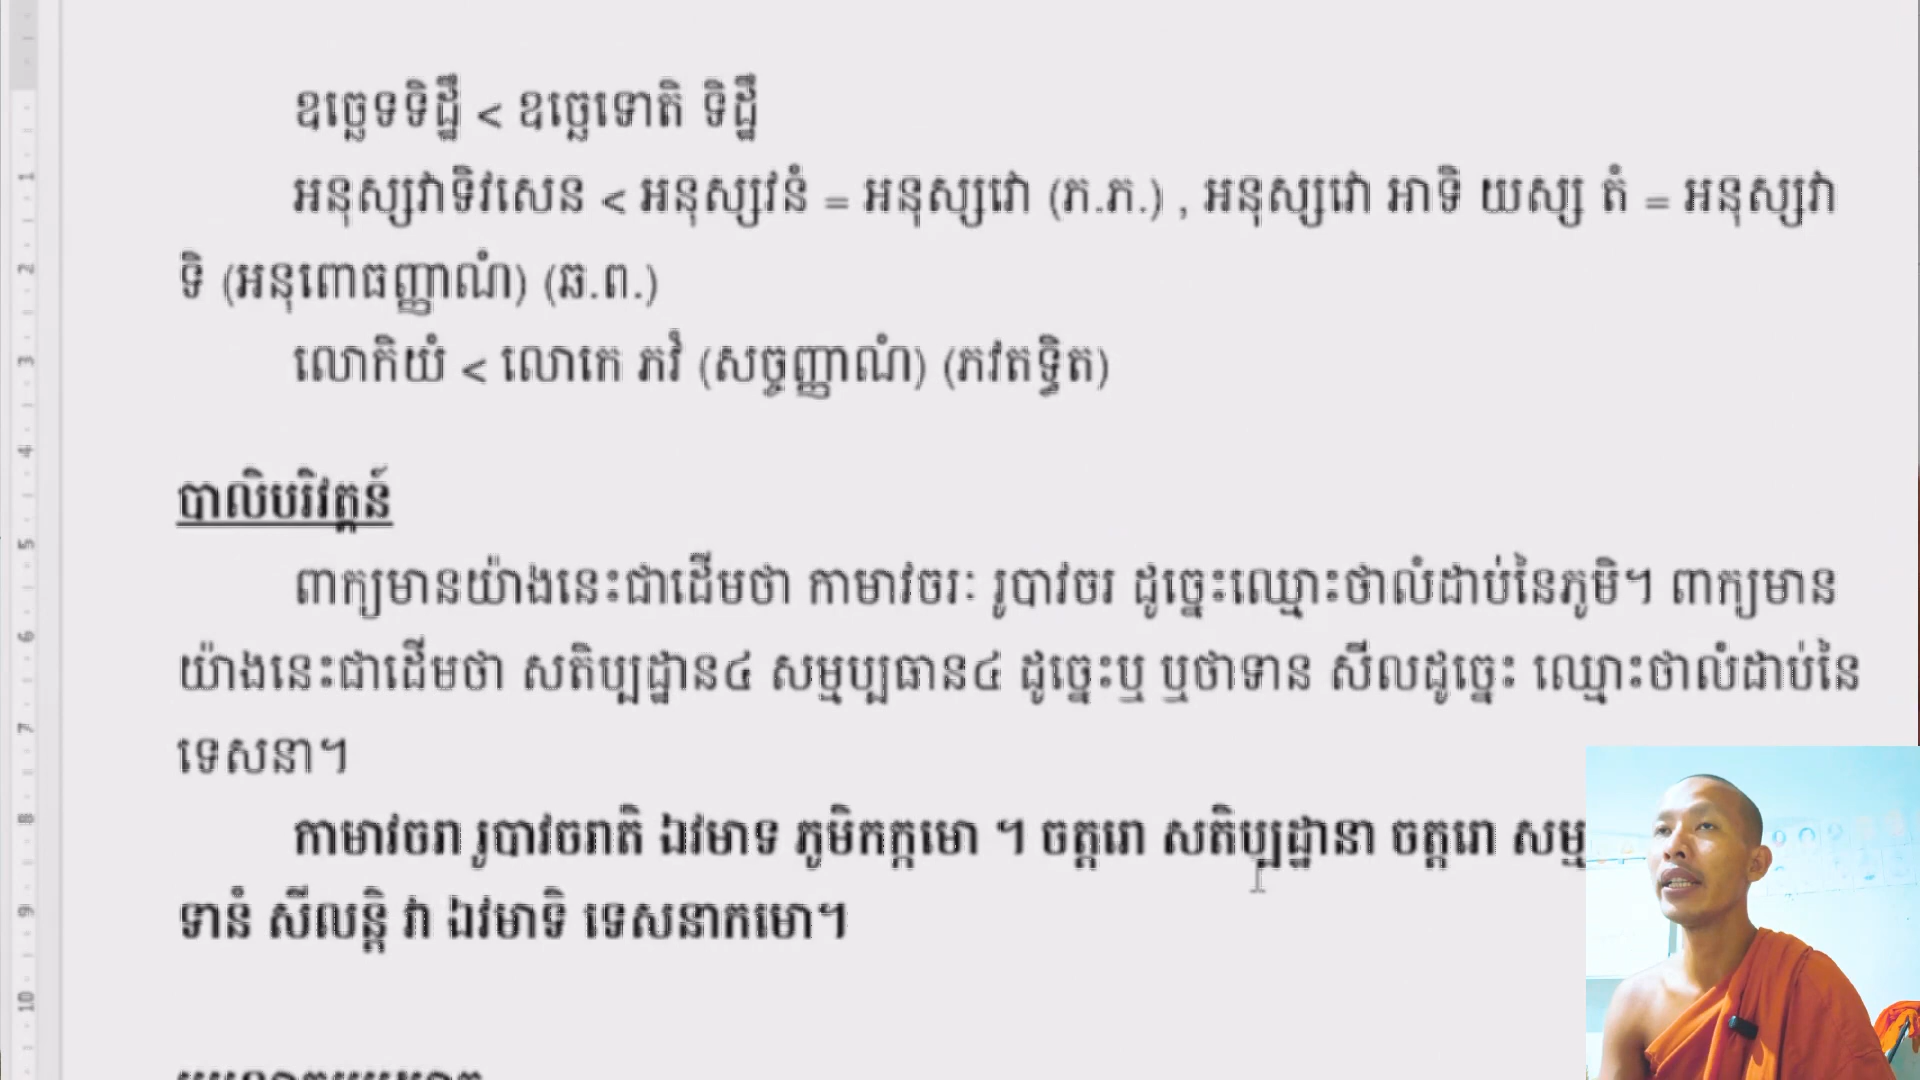 ឧច្ឆេទទិដ្ឋី < ឧច្ឆេទោតិ ទិដ្ឋី
អនុស្សវាទិវសេន < អនុស្សវនំ = អនុស្សវោ (ភ.ភ.) , អនុស្សវោ អាទិ យស្ស តំ = អនុស្សវា
ទិ (អនុពោធញ្ញាណំ) (ឆ.ព.)
លោកិយំ < លោកេ ភវំ (សច្ចញ្ញាណំ) (ភវតទ្ធិត)
បាលិបរិវត្តន៍
ពាក្យមានយ៉ាងនេះជាដើមថា កាមាវចរៈ រូបាវចរ ដូច្នេះឈ្មោះថាលំដាប់នៃភូមិ។ ពាក្យមាន
យ៉ាងនេះជាដើមថា សតិប្បដ្ឋាន៤ សម្មប្បធាន៤ ដូច្នេះឬ ឬថាទាន សីលដូច្នេះ ឈ្មោះថាលំដាប់នៃ
ទេសនា។
កាមាវចរា រូបាវចរាតិ ឯវមាទ ភូមិកក្កមោ ។ ចត្តរោ សតិប្បដ្ឋានា ចត្តរោ សម្ម
ទានំ សីលន្តិ វា ឯវមាទិ ទេសនាកមោ។
1
2
3
4
5
6
7
8
9
10